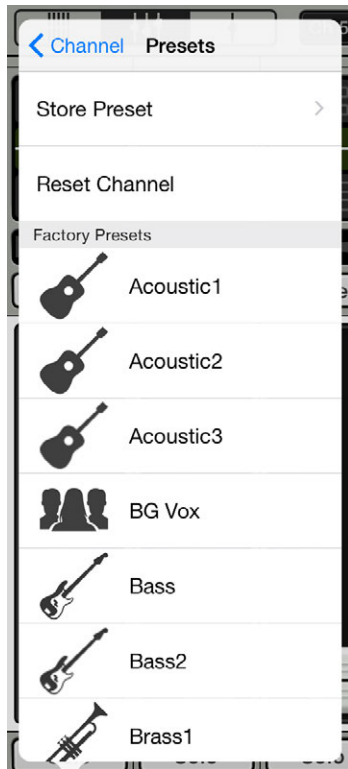 Channel Presets
Store Preset
Reset Channel
Factory Presets
Acoustic1
Acoustic2
Acoustic3
BG Vox
Bass
Bass2
Brass1